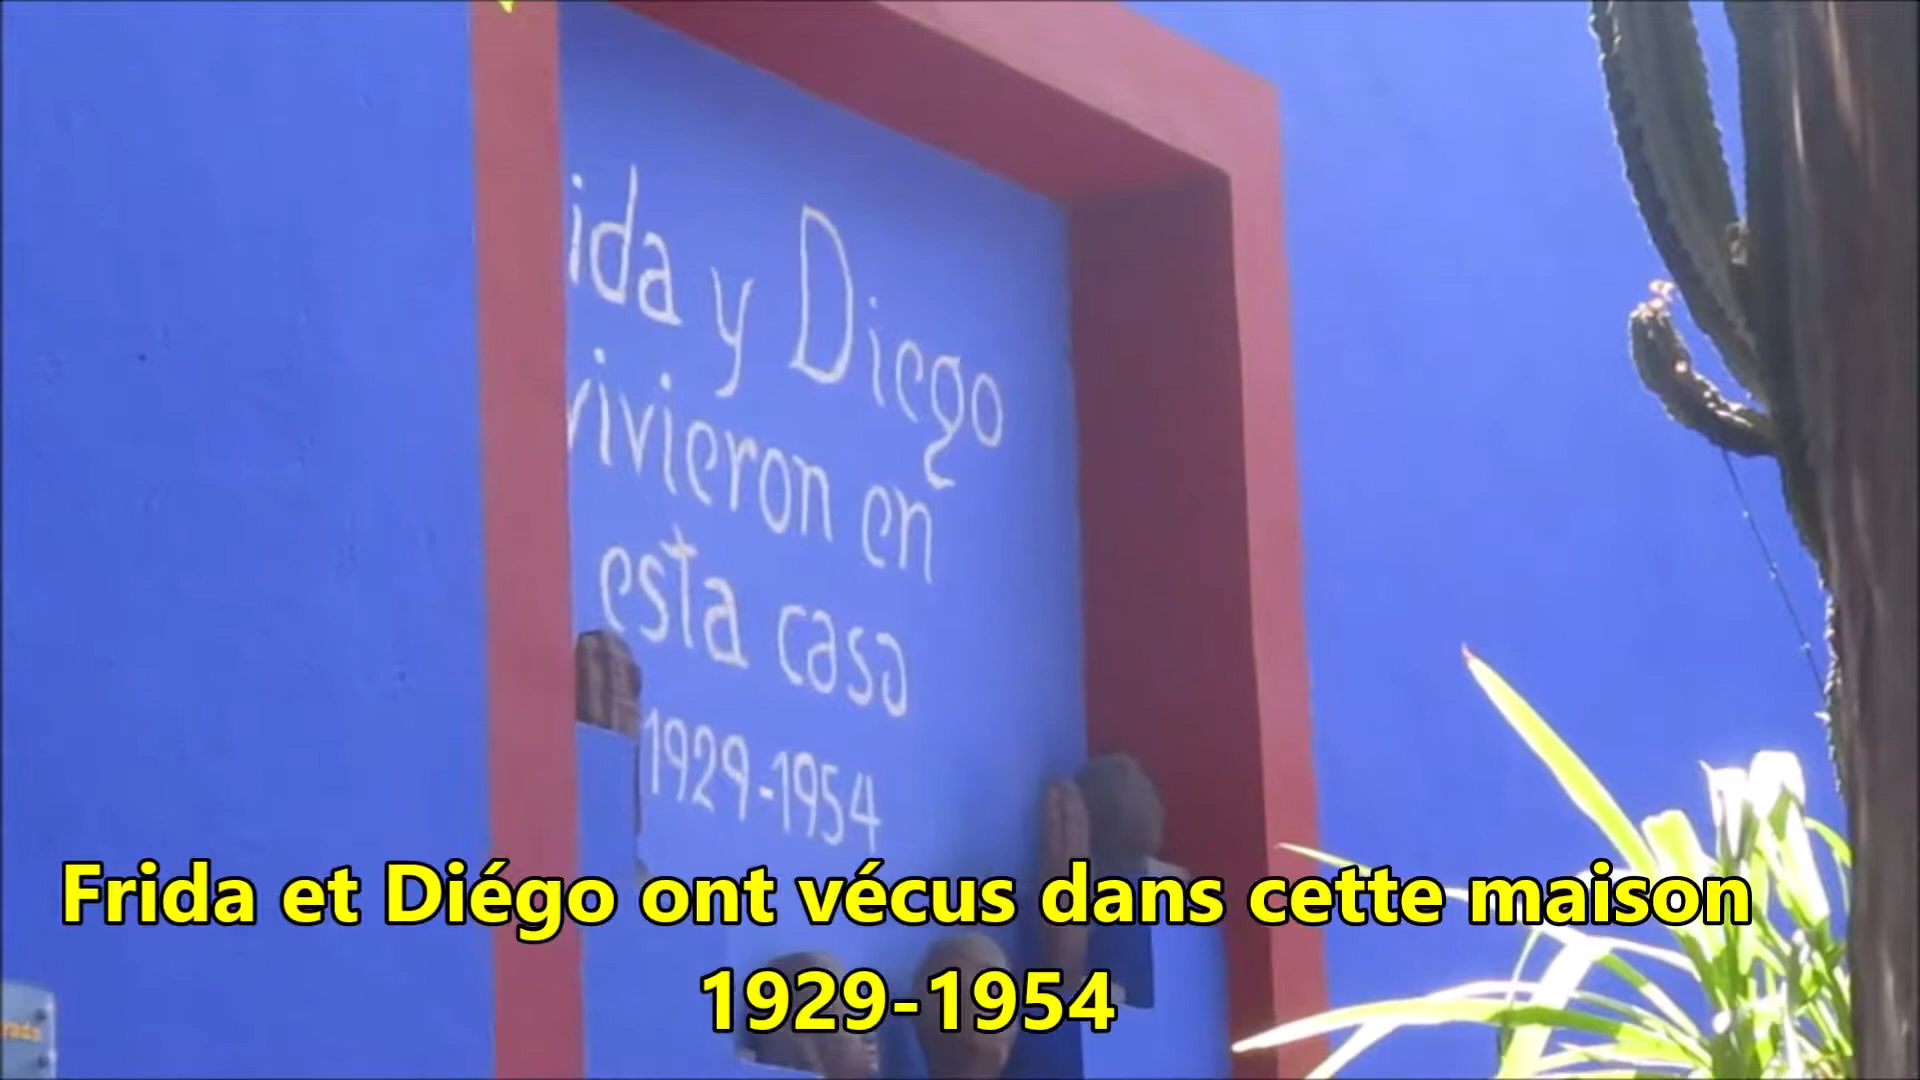 ida y Diego
vivieron en
esta casa
1929-1954
Frida et Diégo ont vécus dans cette maison
1929-1954